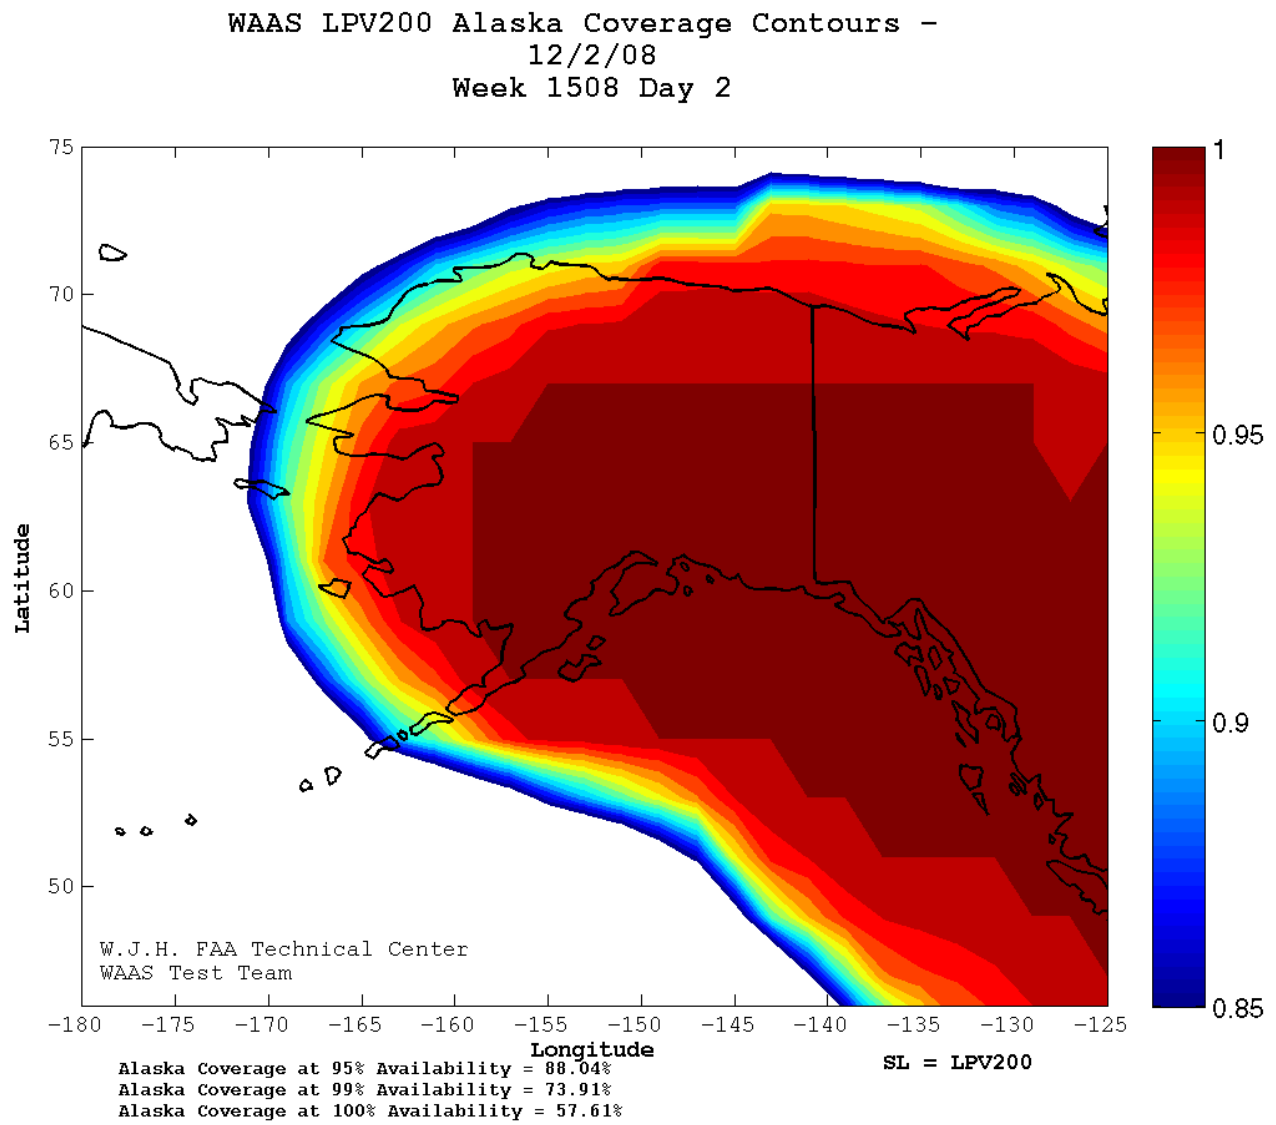 WAAS LPV200 Alaska Coverage Contours -
12/2/08
Week 1508 Day 2
75
70
65
60
55
50
Latitude
1
0.95
0.9
0.85
W.J.H. FAA Technical Center
WAAS Test Team
-180 -175 -170 -165 -160 -155 -150 -145 -140 -135 -130 -125
Longitude
Alaska Coverage at 95% Availability = 88.04%
Alaska Coverage at 99% Availability = 73.91%
Alaska Coverage at 100% Availability = 57.61%
SL = LPV200